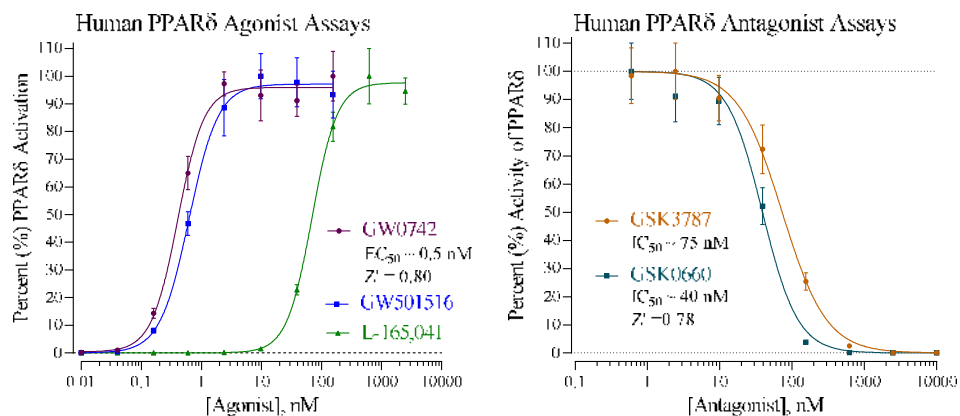 Human PPARδ Agonist Assays
Percent (%) PPARδ Activation
110
100
90
80
70
60
50
40
30
20
10
0
GW0742
EC50 ~ 0,5 nM
Z' = 0,80
GW501516
L-165,041
0.01
0,1
1
10
100
1000
10000
[Agonist], nM
Human PPARδ Antagonist Assays
Percent (%) Activity of PPARδ
110
100
90
80
70
60
50
40
30
20
10
0
GSK3787
IC50 ~ 75 nM
GSK0660
IC50 ~ 40 nM
Z' =0.78
0,1
1
10
100
1000
10000
[Antagonist], nM